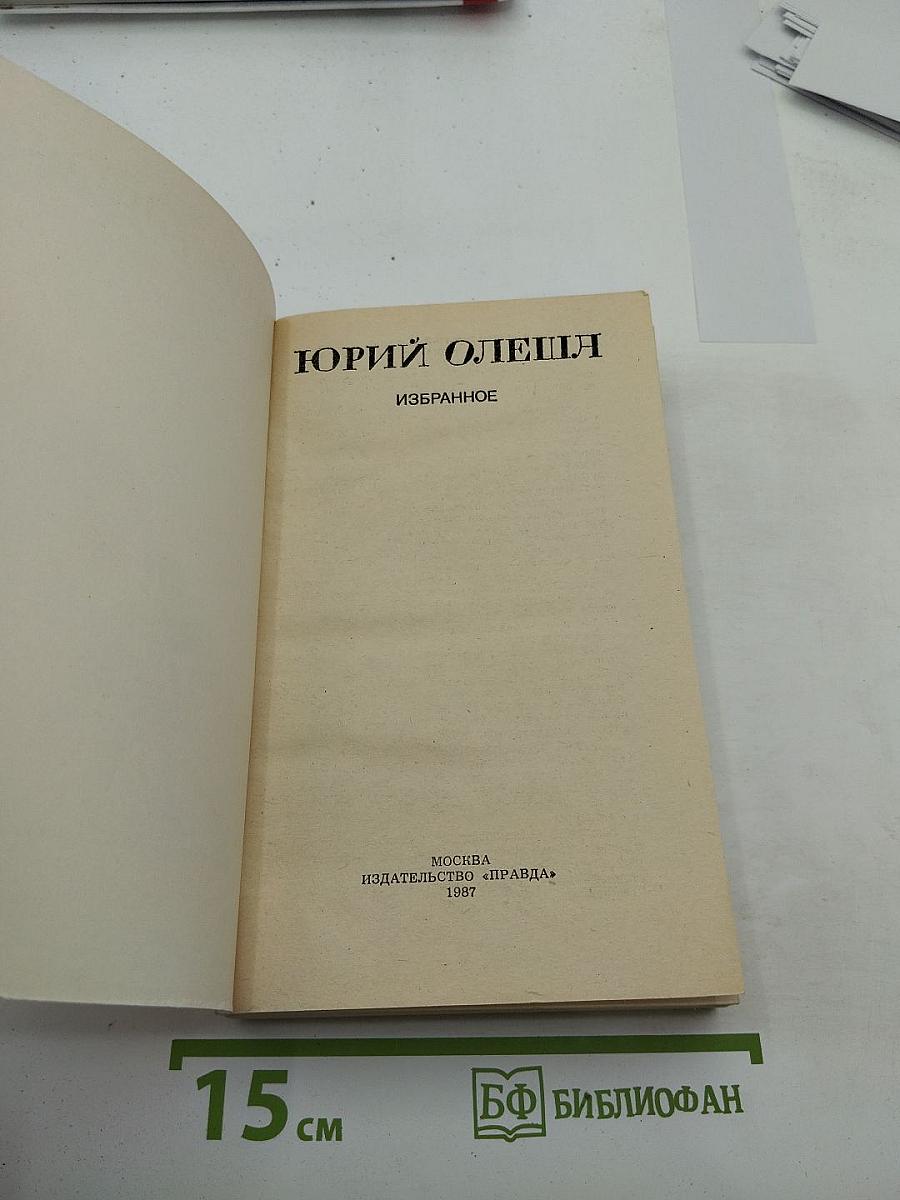 ЮРИЙ ОЛЕША
ИЗБРАННОЕ
МОСКВА
ИЗДАТЕЛЬСТВО «ПРАВДА»
1987
15 см
БФ БИБЛИОФАН